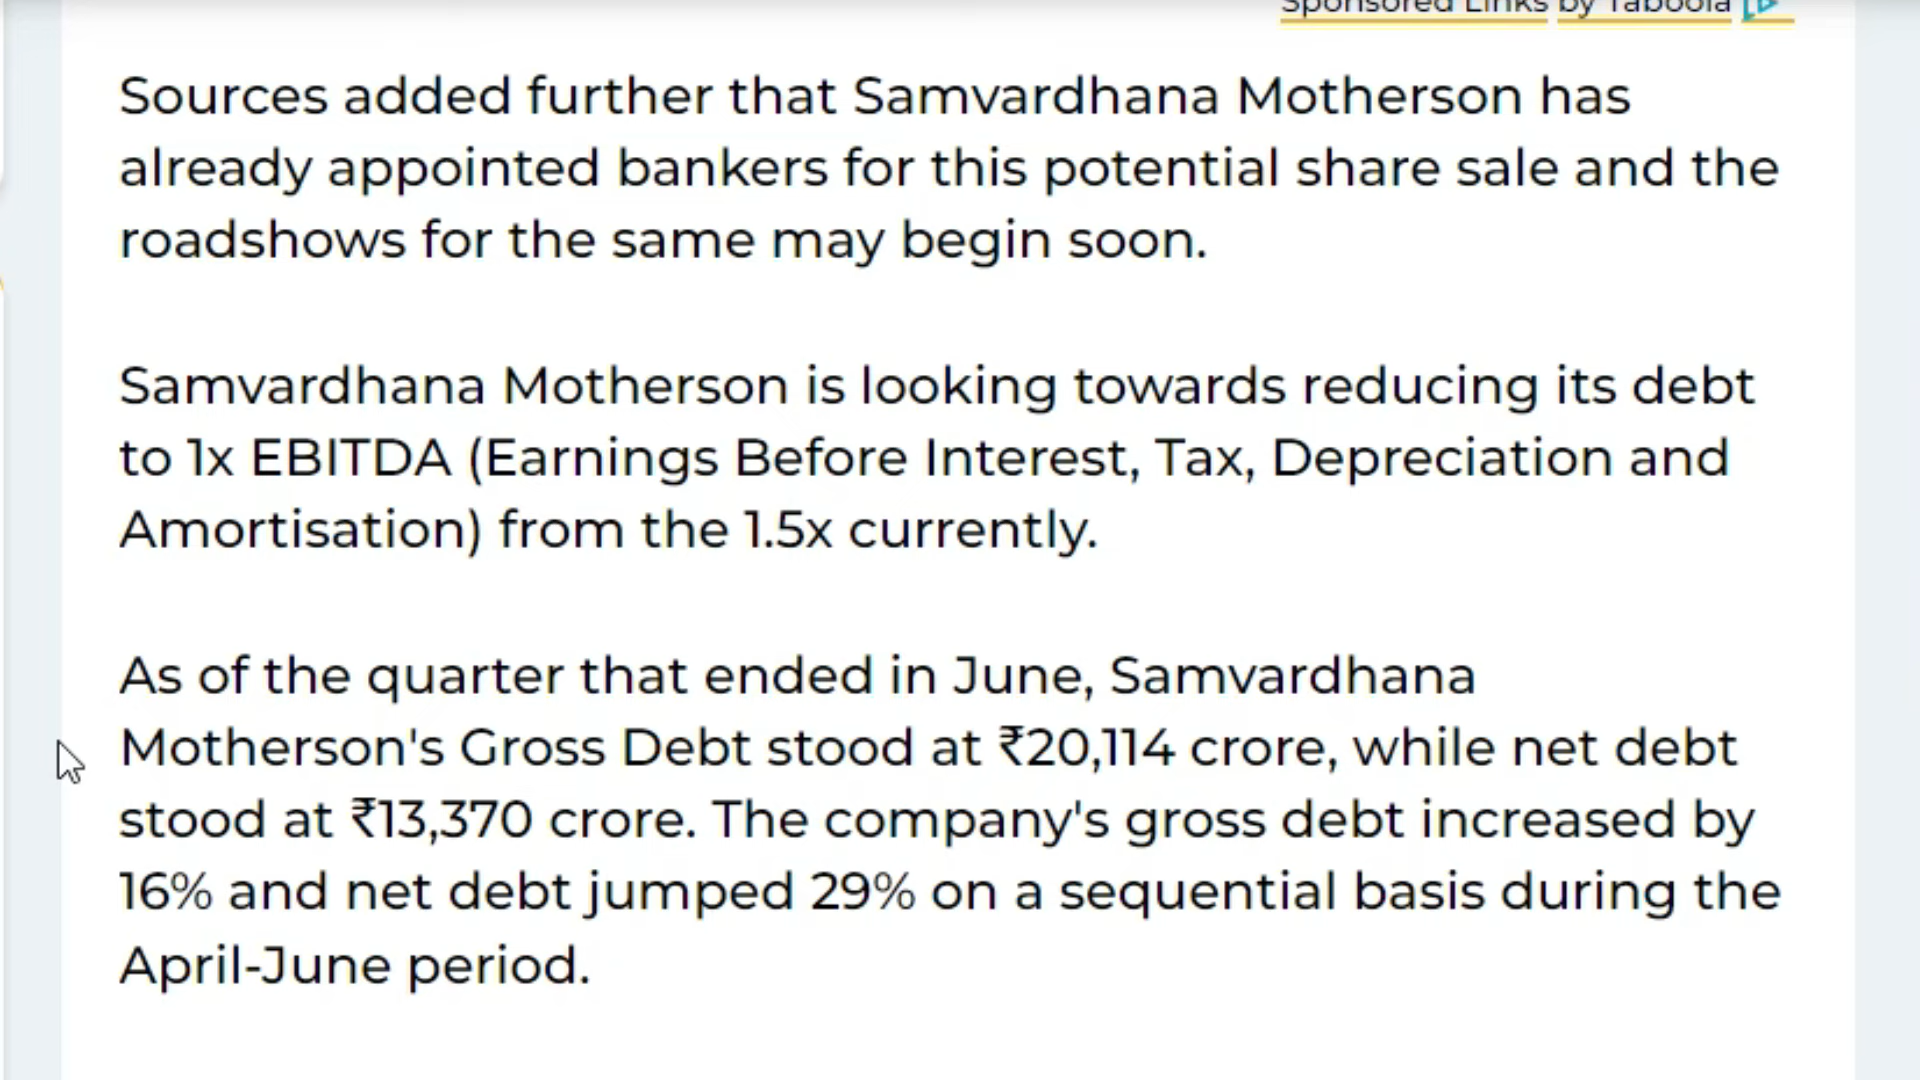 Sponsored Links by Taboola
Sources added further that Samvardhana Motherson has
already appointed bankers for this potential share sale and the
roadshows for the same may begin soon.
Samvardhana Motherson is looking towards reducing its debt
to 1x EBITDA (Earnings Before Interest, Tax, Depreciation and
Amortisation) from the 1.5x currently.
As of the quarter that ended in June, Samvardhana
Motherson's Gross Debt stood at ₹20,114 crore, while net debt
stood at ₹13,370 crore. The company's gross debt increased by
16% and net debt jumped 29% on a sequential basis during the
April-June period.